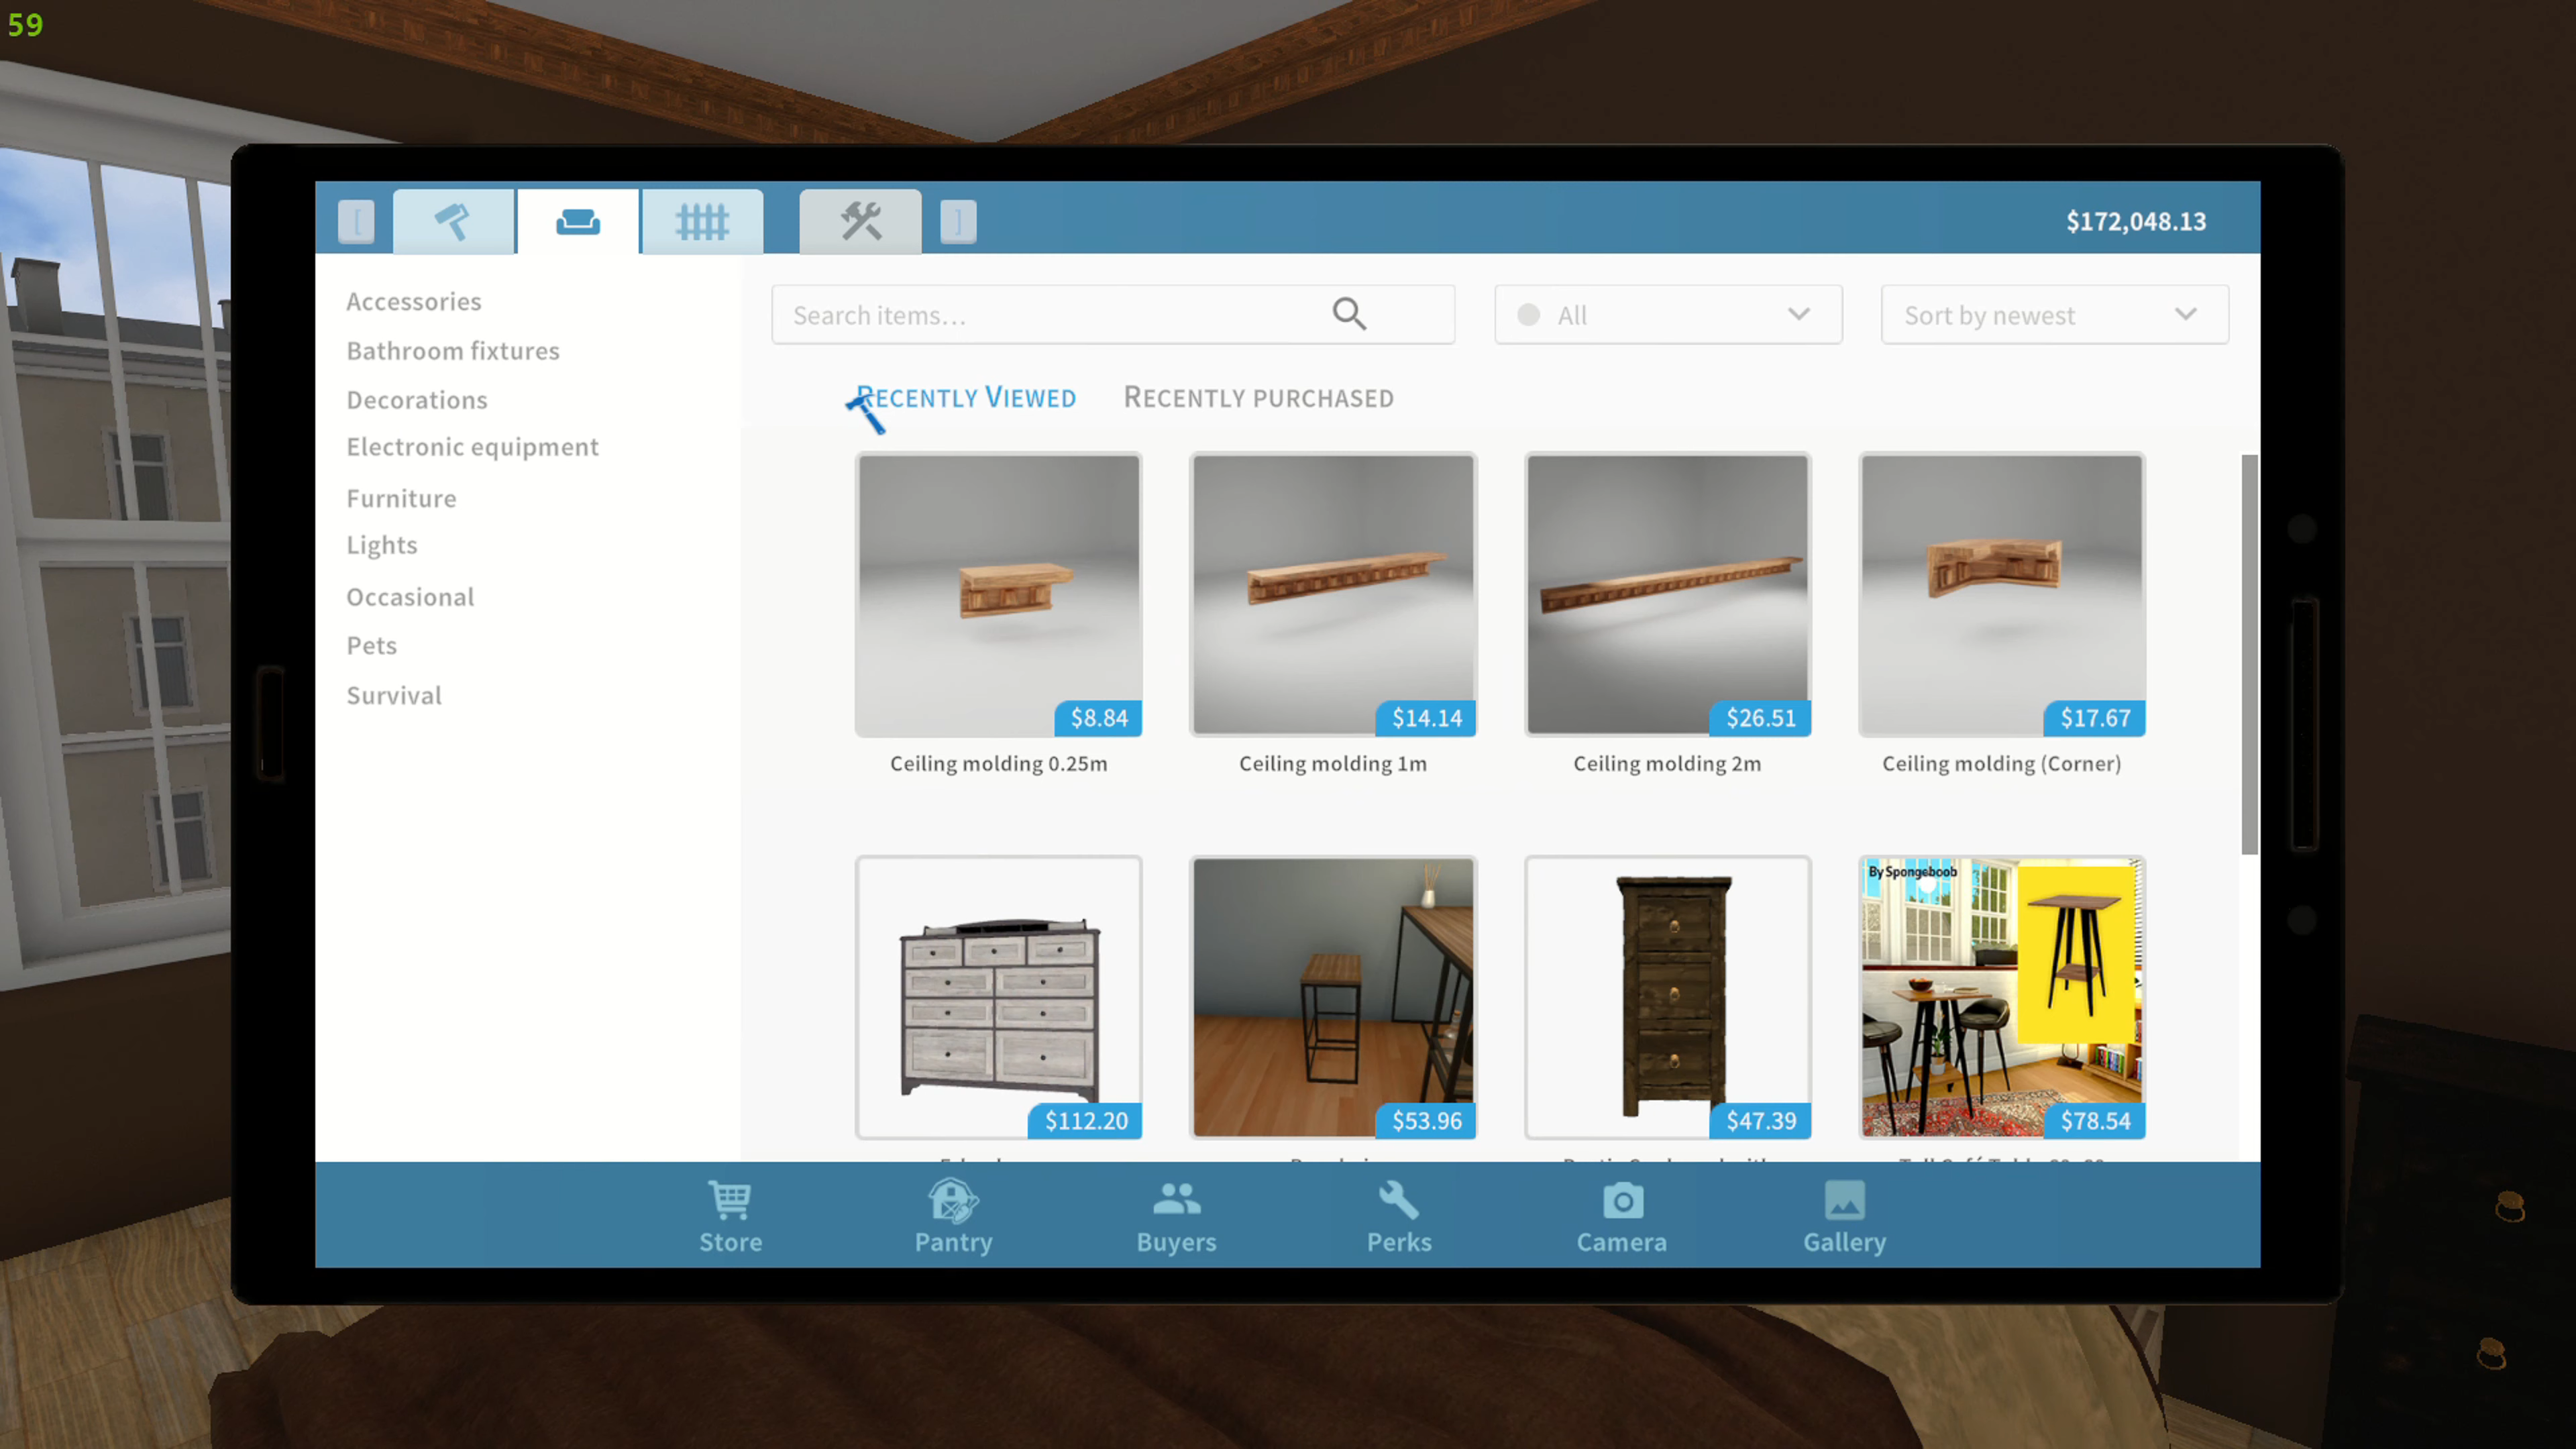 59
[
]
$172,048.13
Accessories
Bathroom fixtures
Decorations
Electronic equipment
Furniture
Lights
Occasional
Pets
Survival
Search items...
All
Sort by newest
RECENTLY VIEWED
RECENTLY PURCHASED
$8.84
$14.14
$26.51
$17.67
Ceiling molding 0.25m
Ceiling molding 1m
Ceiling molding 2m
Ceiling molding (Corner)
By Spongeboob
$112.20
$53.96
$47.39
$78.54
Store
Pantry
Buyers
Perks
Camera
Gallery